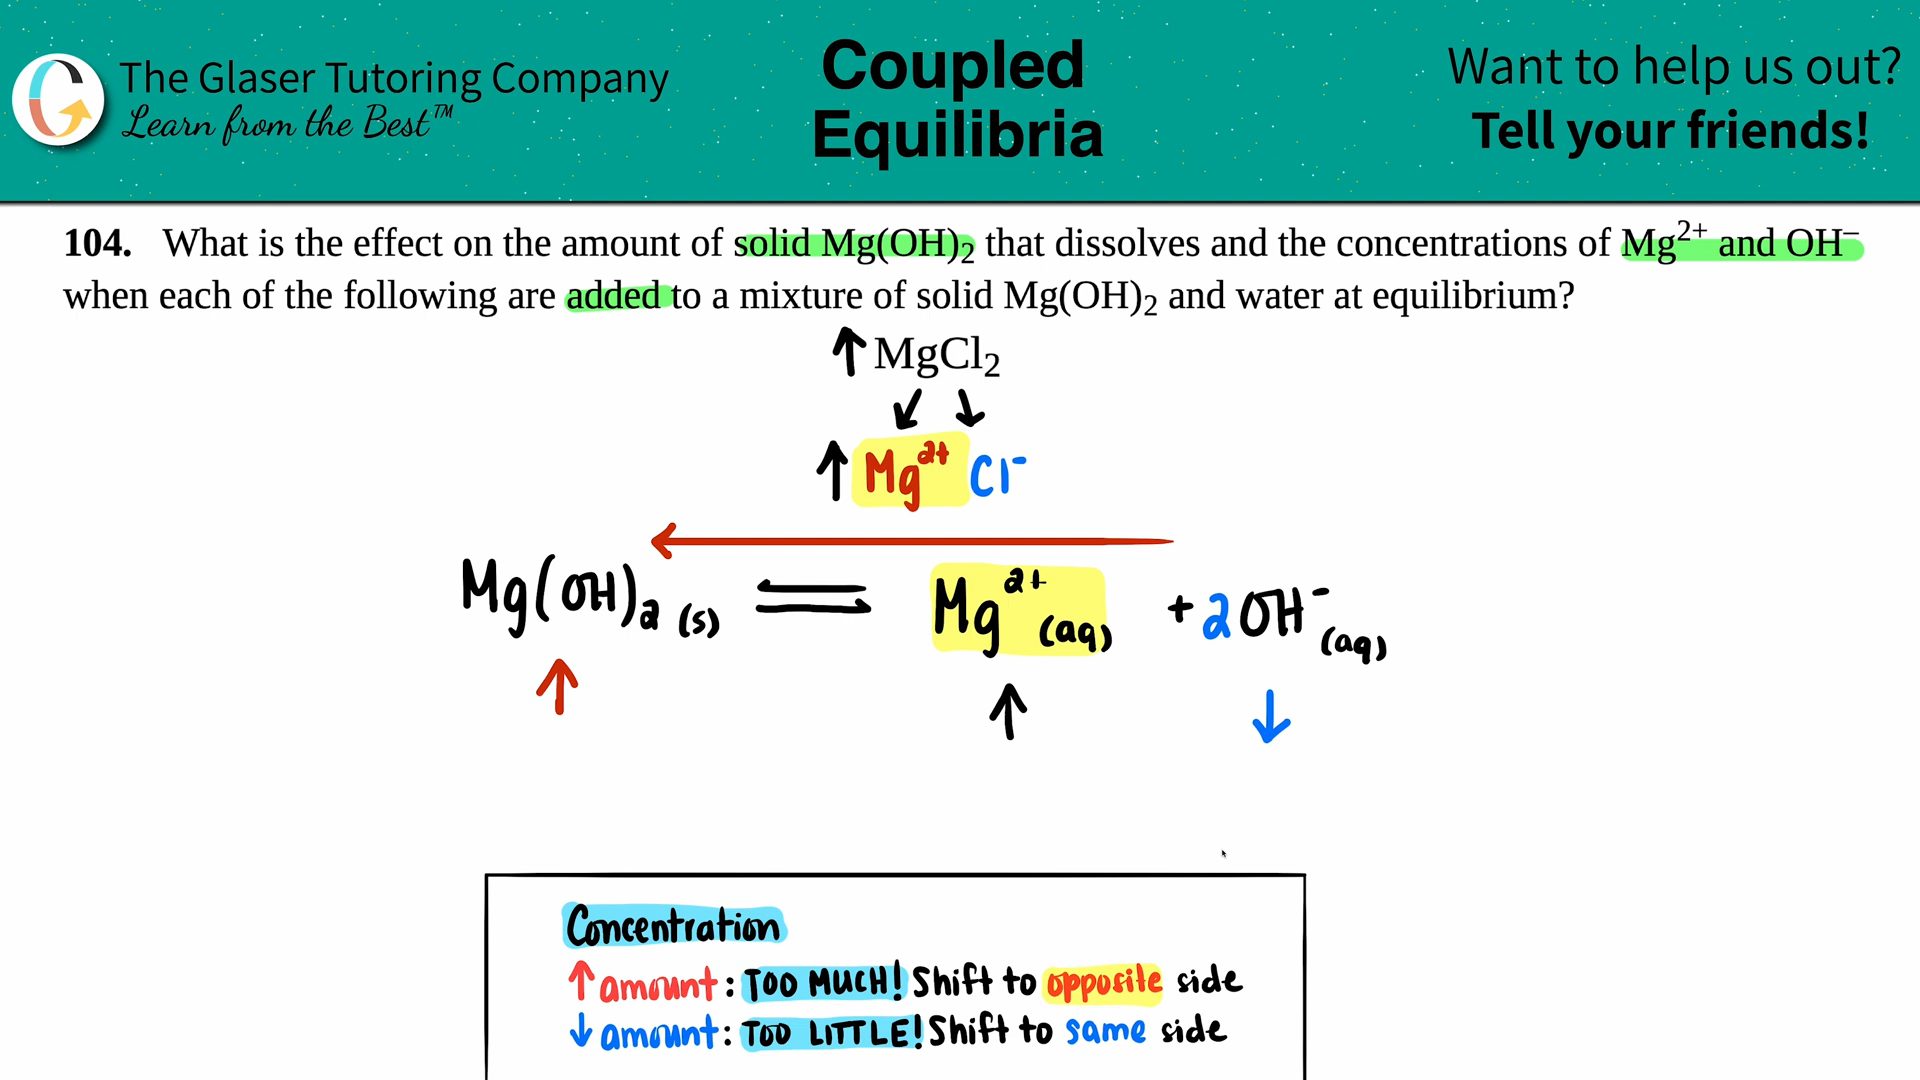 The Glaser Tutoring Company
Learn from the Best™
Coupled
Equilibria
Want to help us out?
Tell your friends!
104. What is the effect on the amount of solid Mg(OH)₂ that dissolves and the concentrations of Mg²⁺ and OH⁻
when each of the following are added to a mixture of solid Mg(OH)₂ and water at equilibrium?
↑ MgCl₂
↙ ↓
↑ Mg²⁺ Cl⁻
←
Mg(OH)₂ (s) ⇌ Mg²⁺ (aq) + 2OH⁻ (aq)
↑ ↑ ↓
Concentration
↑ amount: TOO MUCH! Shift to opposite side
↓ amount: TOO LITTLE! Shift to same side